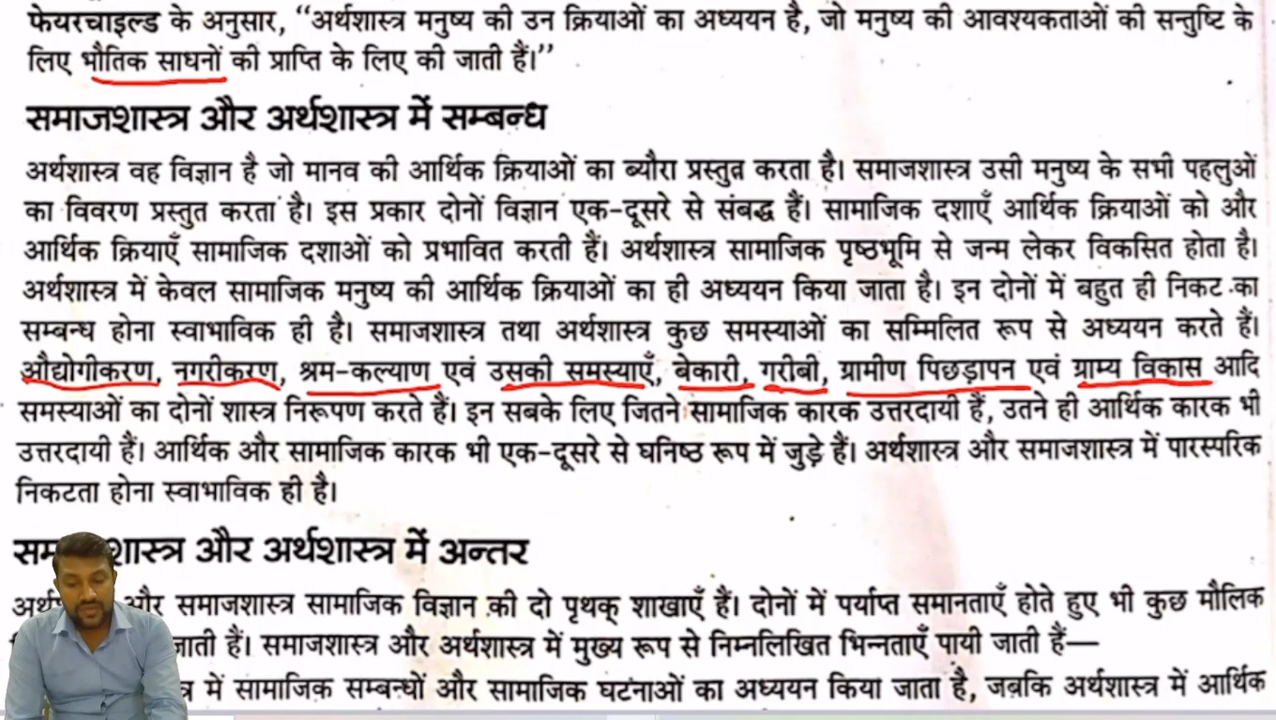 फेयरचाइल्ड के अनुसार, “अर्थशास्त्र मनुष्य की उन क्रियाओं का अध्ययन है, जो मनुष्य की आवश्यकताओं की सन्तुष्टि के
लिए भौतिक साधनों की प्राप्ति के लिए की जाती हैं।”
समाजशास्त्र और अर्थशास्त्र में सम्बन्ध
अर्थशास्त्र वह विज्ञान है जो मानव की आर्थिक क्रियाओं का ब्यौरा प्रस्तुत करता है। समाजशास्त्र उसी मनुष्य के सभी पहलुओं
का विवरण प्रस्तुत करता है। इस प्रकार दोनों विज्ञान एक-दूसरे से संबद्ध हैं। सामाजिक दशाएँ आर्थिक क्रियाओं को और
आर्थिक क्रियाएँ सामाजिक दशाओं को प्रभावित करती हैं। अर्थशास्त्र सामाजिक पृष्ठभूमि से जन्म लेकर विकसित होता है।
अर्थशास्त्र में केवल सामाजिक मनुष्य की आर्थिक क्रियाओं का ही अध्ययन किया जाता है। इन दोनों में बहुत ही निकट का
सम्बन्ध होना स्वाभाविक ही है। समाजशास्त्र तथा अर्थशास्त्र कुछ समस्याओं का सम्मिलित रूप से अध्ययन करते हैं।
औद्योगीकरण, नगरीकरण, श्रम-कल्याण एवं उसकी समस्याएँ, बेकारी, गरीबी, ग्रामीण पिछड़ापन एवं ग्राम्य विकास आदि
समस्याओं का दोनों शास्त्र निरूपण करते हैं। इन सबके लिए जितने सामाजिक कारक उत्तरदायी हैं, उतने ही आर्थिक कारक भी
उत्तरदायी हैं। आर्थिक और सामाजिक कारक भी एक-दूसरे से घनिष्ठ रूप में जुड़े हैं। अर्थशास्त्र और समाजशास्त्र में पारस्परिक
निकटता होना स्वाभाविक ही है।
और अर्थशास्त्र में अन्तर
और समाजशास्त्र सामाजिक विज्ञान की दो पृथक् शाखाएँ हैं। दोनों में पर्याप्त समानताएँ होते हुए भी कुछ मौलिक
जाती हैं। समाजशास्त्र और अर्थशास्त्र में मुख्य रूप से निम्नलिखित भिन्नताएँ पायी जाती हैं—
में सामाजिक सम्बन्धों और सामाजिक घटनाओं का अध्ययन किया जाता है, जबकि अर्थशास्त्र में आर्थिक